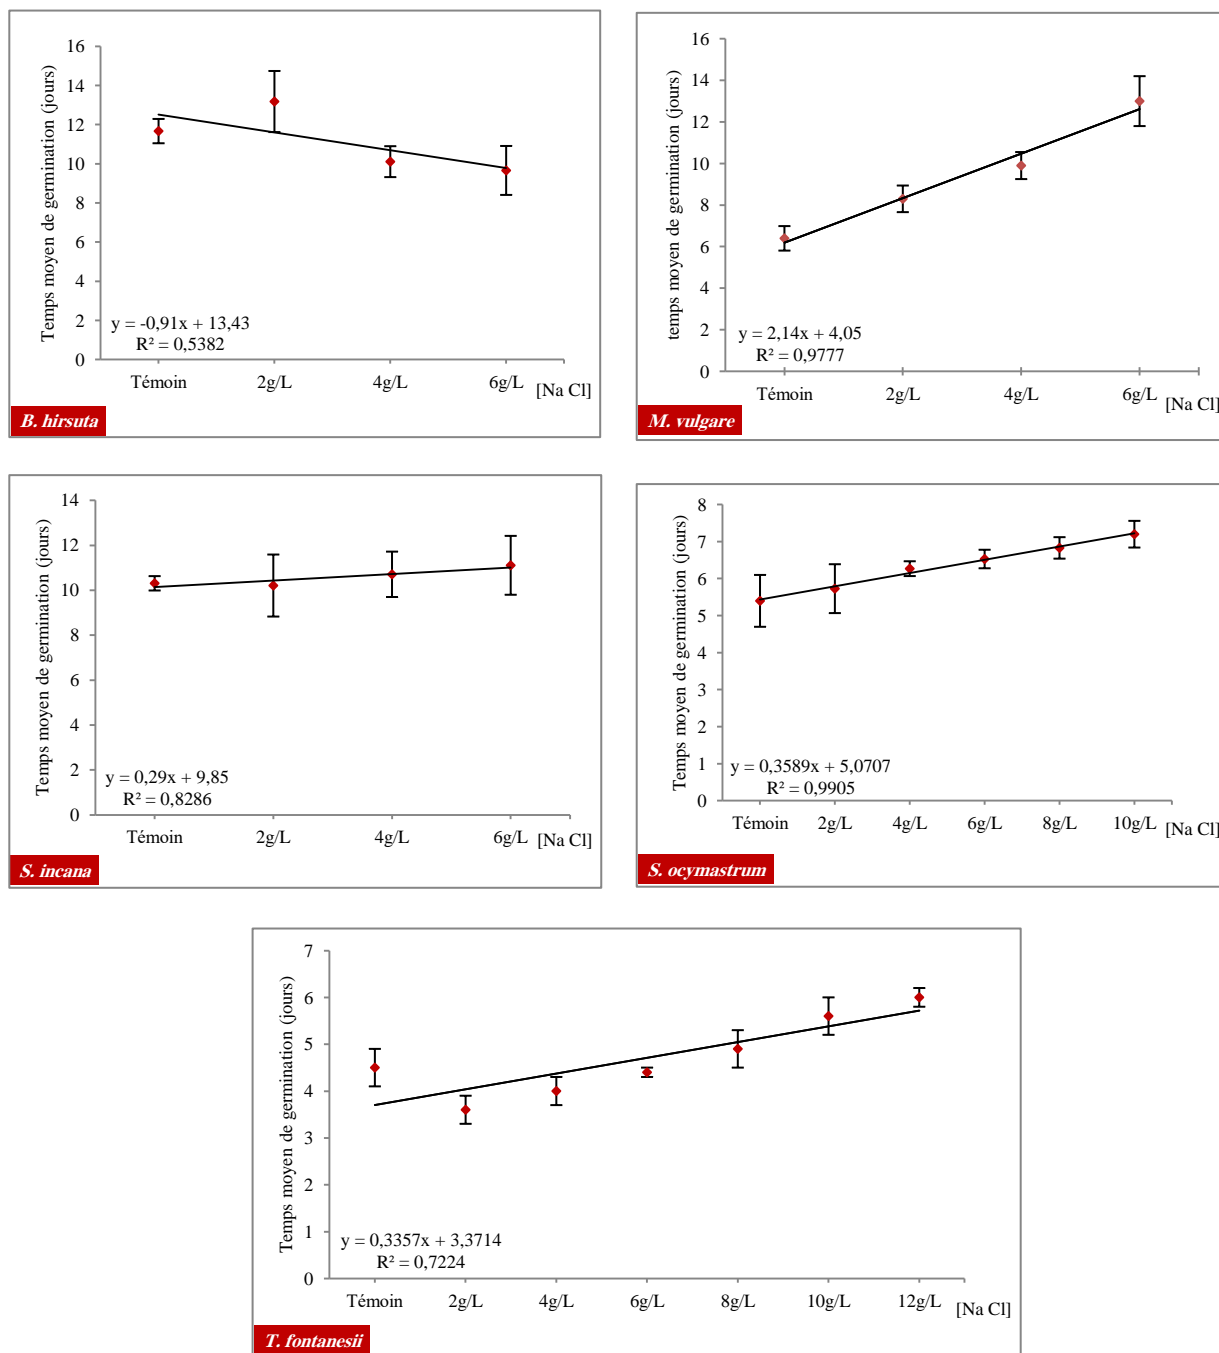 Temps moyen de germination (jours)
16
14
12
10
8
6
4
2
0
y = -0,91x + 13,43
R² = 0,5382
Témoin 2g/L 4g/L 6g/L [Na Cl]
B. hirsuta
temps moyen de germination (jours)
16
14
12
10
8
6
4
2
0
y = 2,14x + 4,05
R² = 0,9777
Témoin 2g/L 4g/L 6g/L [Na Cl]
M. vulgare
Temps moyen de germination (jours)
14
12
10
8
6
4
2
0
y = 0,29x + 9,85
R² = 0,8286
Témoin 2g/L 4g/L 6g/L [Na Cl]
S. incana
Temps moyen de germination (jours)
8
7
6
5
4
3
2
1
0
y = 0,3589x + 5,0707
R² = 0,9905
Témoin 2g/L 4g/L 6g/L 8g/L 10g/L [Na Cl]
S. ocymastrum
Temps moyen de germination (jours)
7
6
5
4
3
2
1
0
y = 0,3357x + 3,3714
R² = 0,7224
Témoin 2g/L 4g/L 6g/L 8g/L 10g/L 12g/L [Na Cl]
T. fontanesii